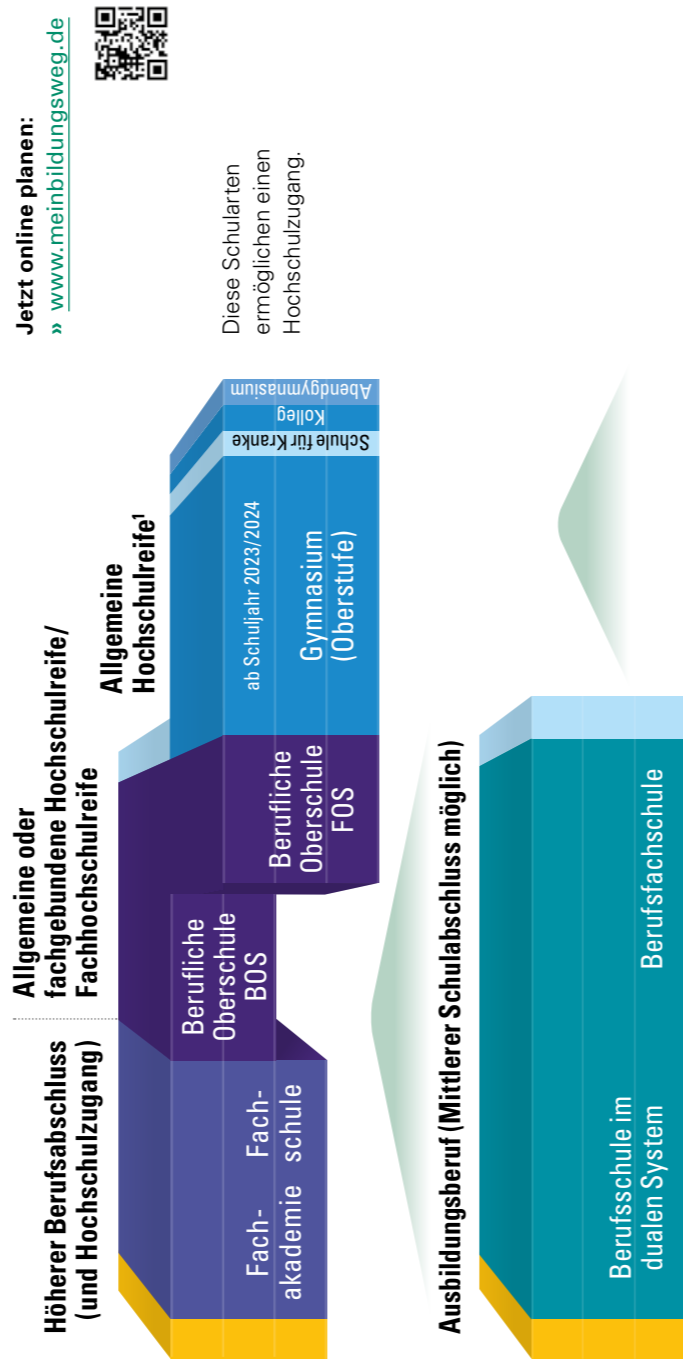 Jetzt online planen:
» www.meinbildungsweg.de
Diese Schularten
ermöglichen einen
Hochschulzugang.
Höherer Berufsabschluss
(und Hochschulzugang)
Allgemeine oder
fachgebundene Hochschulreife/
Fachhochschulreife
Allgemeine
Hochschulreife¹
Fach-
akademie
Fach-
schule
Berufliche
Oberschule
BOS
Berufliche
Oberschule
FOS
ab Schuljahr 2023/2024
Gymnasium
(Oberstufe)
Schule für Kranke
Kolleg
Abendgymnasium
Ausbildungsberuf (Mittlerer Schulabschluss möglich)
Berufsschule im
dualen System
Berufsfachschule